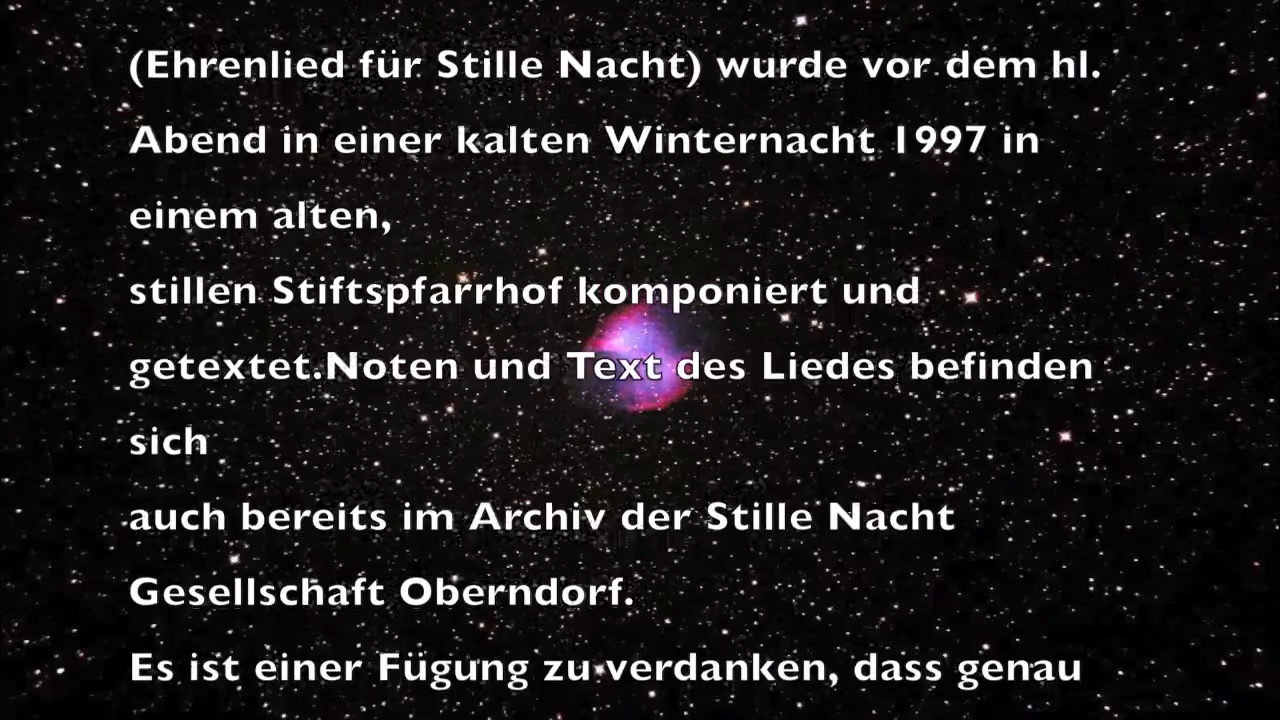 (Ehrenlied für Stille Nacht) wurde vor dem hl.
Abend in einer kalten Winternacht 1997 in
einem alten,
stillen Stiftspfarrhof komponiert und
getextet.Noten und Text des Liedes befinden
sich
auch bereits im Archiv der Stille Nacht
Gesellschaft Oberndorf.
Es ist einer Fügung zu verdanken, dass genau